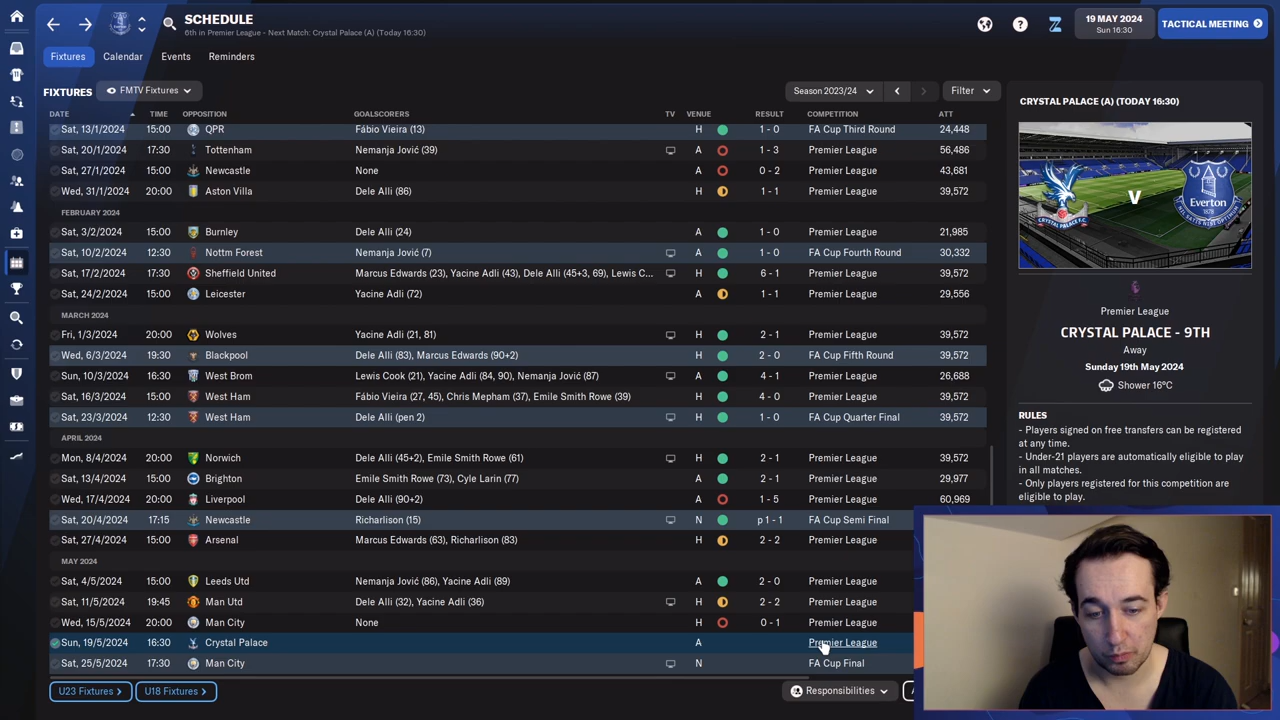 SCHEDULE
6th in Premier League - Next Match: Crystal Palace (A) (Today 16:30)
19 MAY 2024
Sun 16:30
TACTICAL MEETING
Fixtures Calendar Events Reminders
FIXTURES FMTV Fixtures Season 2023/24 Filter
DATE TIME OPPOSITION GOALSCORERS TV VENUE RESULT COMPETITION ATT
Sat, 13/1/2024 15:00 QPR Fábio Vieira (13) H 1 - 0 FA Cup Third Round 24,448
Sat, 20/1/2024 17:30 Tottenham Nemanja Jović (39) A 1 - 3 Premier League 56,486
Sat, 27/1/2024 15:00 Newcastle None A 0 - 2 Premier League 43,681
Wed, 31/1/2024 20:00 Aston Villa Dele Alli (86) H 1 - 1 Premier League 39,572
FEBRUARY 2024
Sat, 3/2/2024 15:00 Burnley Dele Alli (24) A 1 - 0 Premier League 21,985
Sat, 10/2/2024 12:30 Nottm Forest Nemanja Jović (7) A 1 - 0 FA Cup Fourth Round 30,332
Sat, 17/2/2024 17:30 Sheffield United Marcus Edwards (23), Yacine Adli (43), Dele Alli (45+3, 69), Lewis C... H 6 - 1 Premier League 39,572
Sat, 24/2/2024 15:00 Leicester Yacine Adli (72) A 1 - 1 Premier League 29,556
MARCH 2024
Fri, 1/3/2024 20:00 Wolves Yacine Adli (21, 81) H 2 - 1 Premier League 39,572
Wed, 6/3/2024 19:30 Blackpool Dele Alli (83), Marcus Edwards (90+2) H 2 - 0 FA Cup Fifth Round 39,572
Sun, 10/3/2024 16:30 West Brom Lewis Cook (21), Yacine Adli (84, 90), Nemanja Jović (87) A 4 - 1 Premier League 26,688
Sat, 16/3/2024 15:00 West Ham Fábio Vieira (27, 45), Chris Mepham (37), Emile Smith Rowe (39) H 4 - 0 Premier League 39,572
Sat, 23/3/2024 12:30 West Ham Dele Alli (pen 2) H 1 - 0 FA Cup Quarter Final 39,572
APRIL 2024
Mon, 8/4/2024 20:00 Norwich Dele Alli (45+2), Emile Smith Rowe (61) H 2 - 1 Premier League 39,572
Sat, 13/4/2024 15:00 Brighton Emile Smith Rowe (73), Cyle Larin (77) A 2 - 1 Premier League 29,977
Wed, 17/4/2024 20:00 Liverpool Dele Alli (90+2) A 1 - 5 Premier League 60,969
Sat, 20/4/2024 17:15 Newcastle Richarlison (15) N p 1 - 1 FA Cup Semi Final
Sat, 27/4/2024 15:00 Arsenal Marcus Edwards (63), Richarlison (83) H 2 - 2 Premier League
MAY 2024
Sat, 4/5/2024 15:00 Leeds Utd Nemanja Jović (86), Yacine Adli (89) A 2 - 0 Premier League
Sat, 11/5/2024 19:45 Man Utd Dele Alli (32), Yacine Adli (36) H 2 - 2 Premier League
Wed, 15/5/2024 20:00 Man City None H 0 - 1 Premier League
Sun, 19/5/2024 16:30 Crystal Palace A Premier League
Sat, 25/5/2024 17:30 Man City N FA Cup Final
U23 Fixtures > U18 Fixtures > Responsibilities
CRYSTAL PALACE (A) (TODAY 16:30)
V
Everton
1878
Premier League
CRYSTAL PALACE - 9TH
Away
Sunday 19th May 2024
Shower 16°C
RULES
- Players signed on free transfers can be registered
at any time.
- Under-21 players are automatically eligible to play
in all matches.
- Only players registered for this competition are
eligible to play.